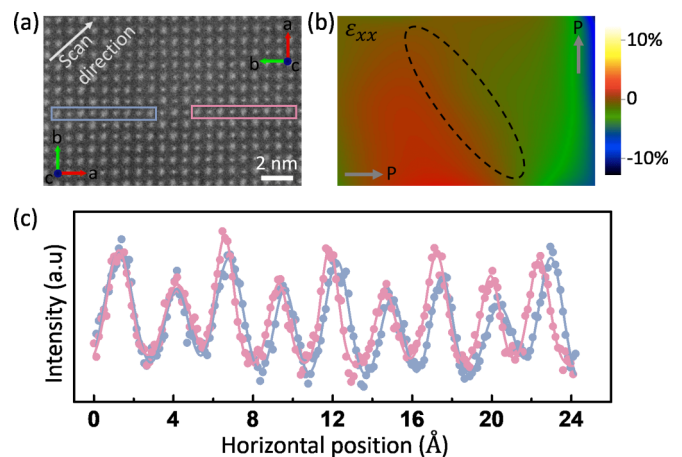 (a)
Scan
direction
a
b
c
b
a
c
2 nm
(b)
εxx
P
P
10%
0
-10%
(c)
Intensity (a.u)
0 4 8 12 16 20 24
Horizontal position (Å)